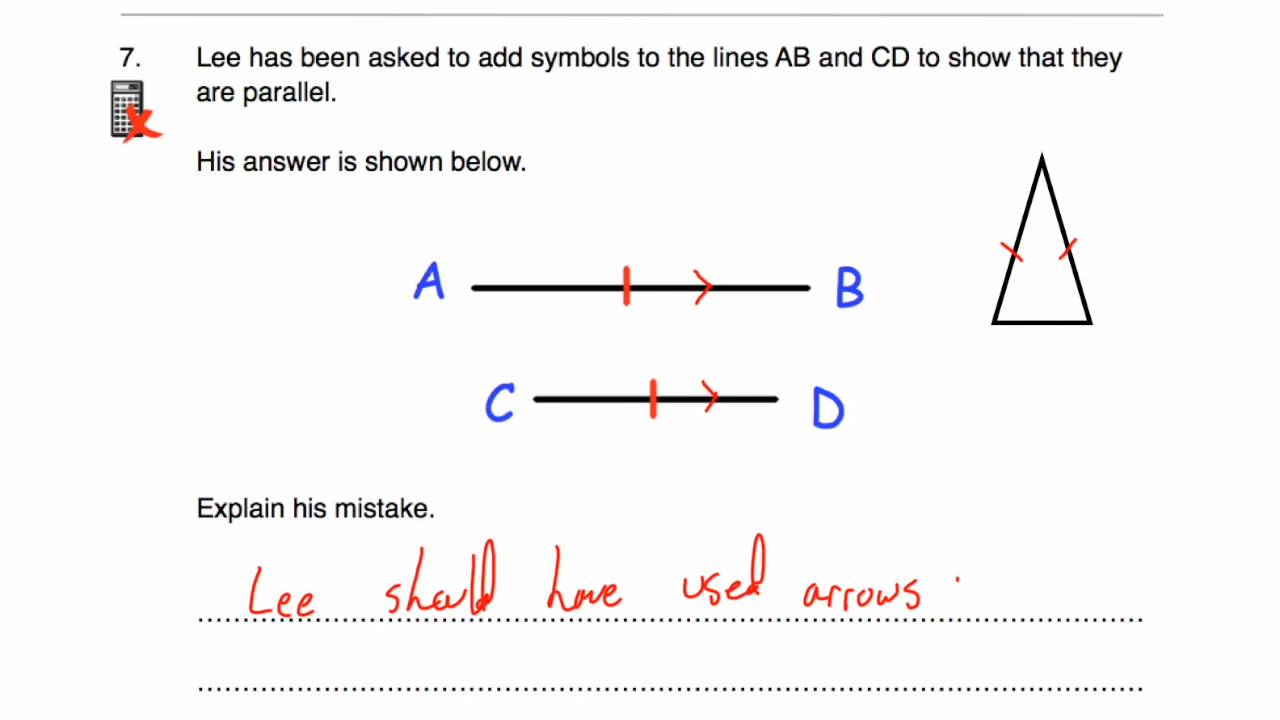 7. Lee has been asked to add symbols to the lines AB and CD to show that they
are parallel.
His answer is shown below.
A B
C D
Explain his mistake.
Lee should have used arrows